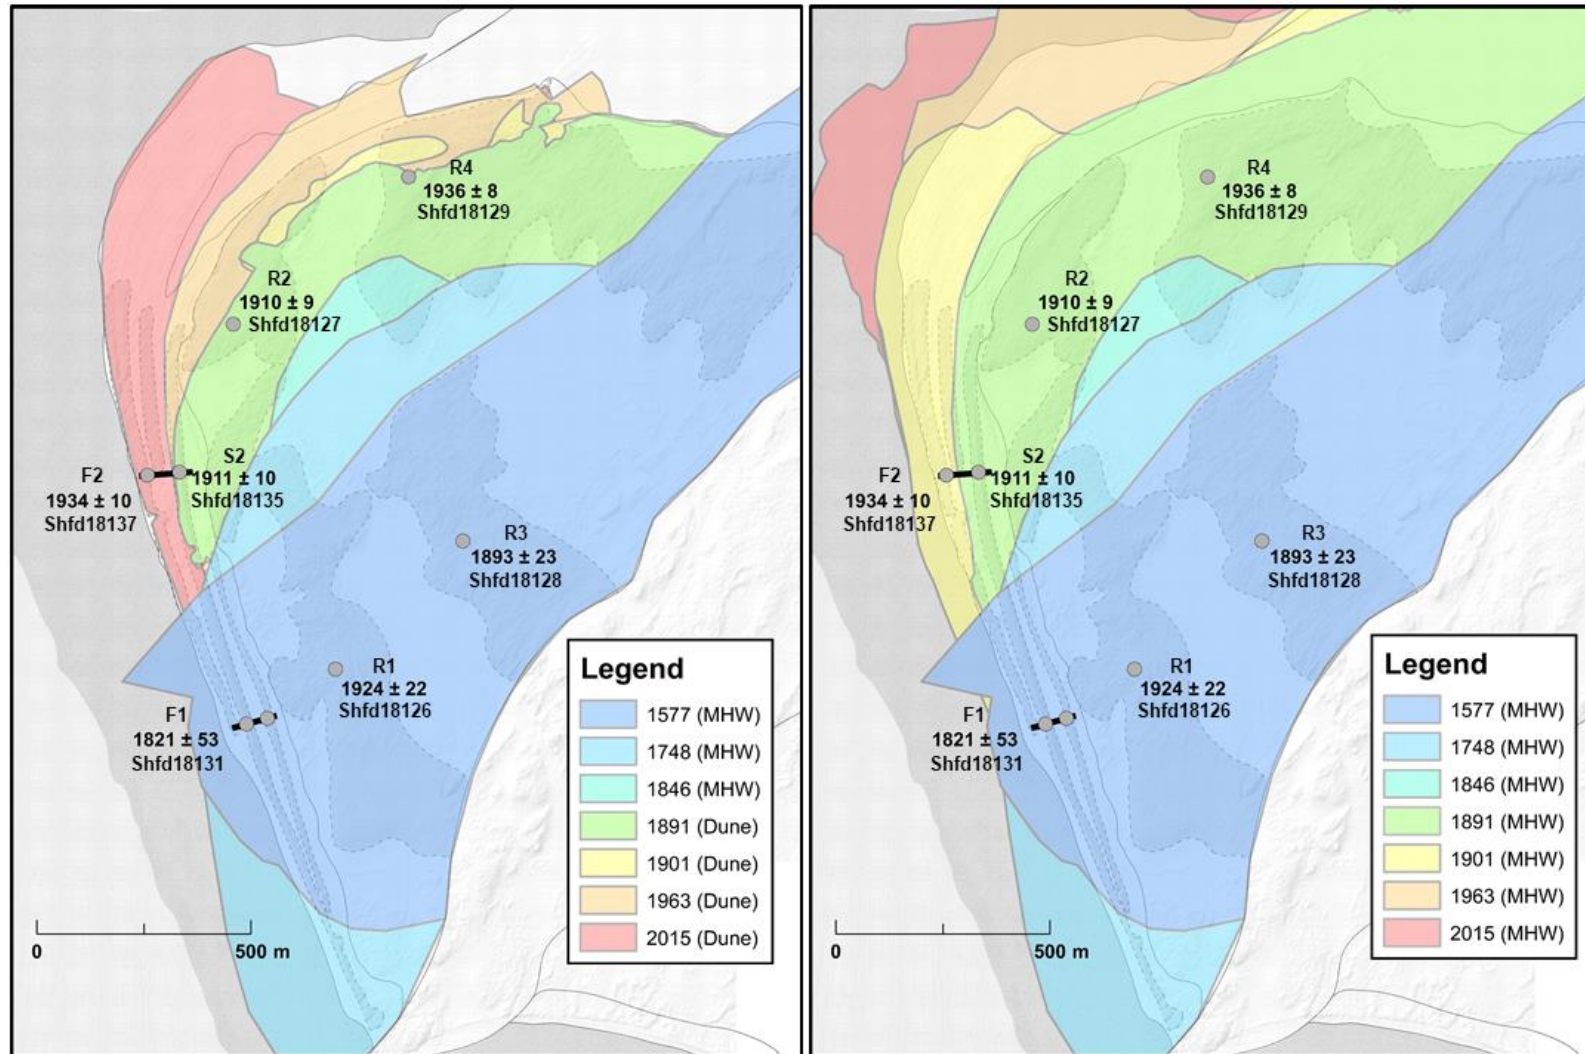 R4
1936 ± 8
Shfd18129
R2
1910 ± 9
Shfd18127
S2
1911 ± 10
Shfd18135
F2
1934 ± 10
Shfd18137
R3
1893 ± 23
Shfd18128
R1
1924 ± 22
Shfd18126
F1
1821 ± 53
Shfd18131
Legend
1577 (MHW)
1748 (MHW)
1846 (MHW)
1891 (Dune)
1901 (Dune)
1963 (Dune)
2015 (Dune)
0
500 m
R4
1936 ± 8
Shfd18129
R2
1910 ± 9
Shfd18127
S2
1911 ± 10
Shfd18135
F2
1934 ± 10
Shfd18137
R3
1893 ± 23
Shfd18128
R1
1924 ± 22
Shfd18126
F1
1821 ± 53
Shfd18131
Legend
1577 (MHW)
1748 (MHW)
1846 (MHW)
1891 (MHW)
1901 (MHW)
1963 (MHW)
2015 (MHW)
0
500 m